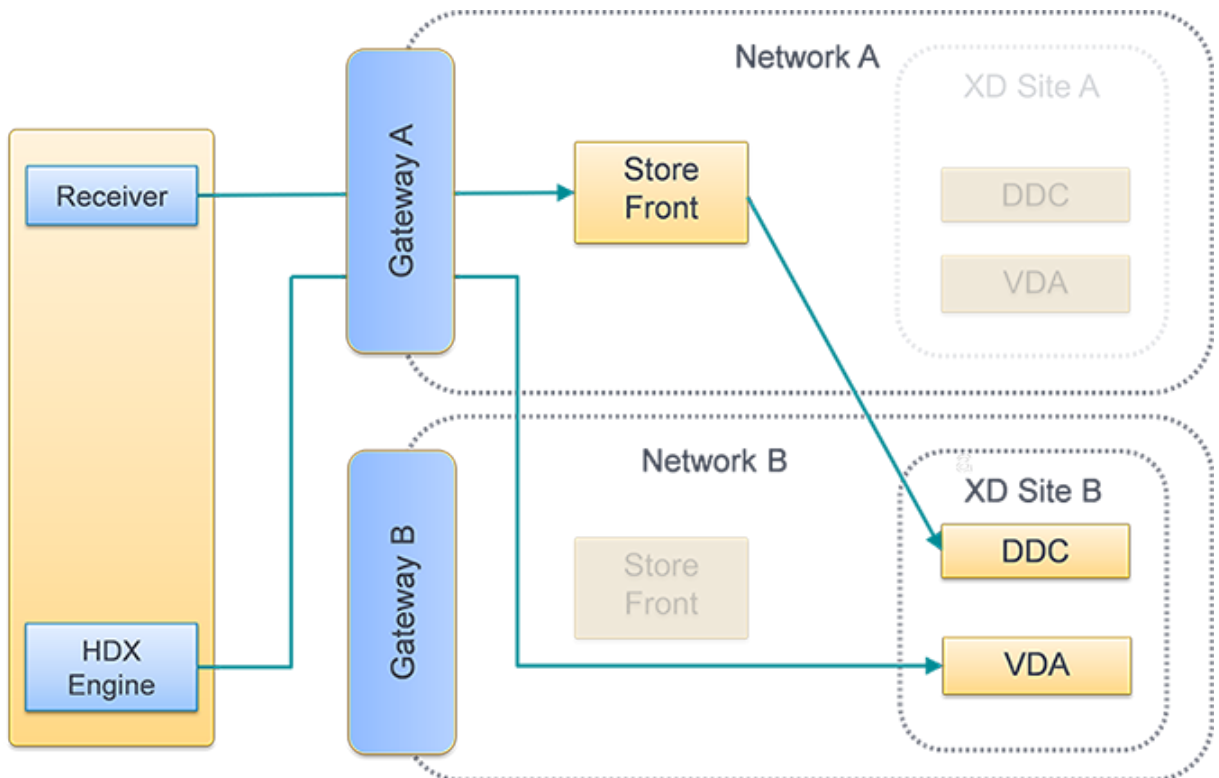 Network A
XD Site A
Receiver
Gateway A
Store
Front
DDC
VDA
Network B
XD Site B
Gateway B
Store
Front
DDC
VDA
HDX
Engine